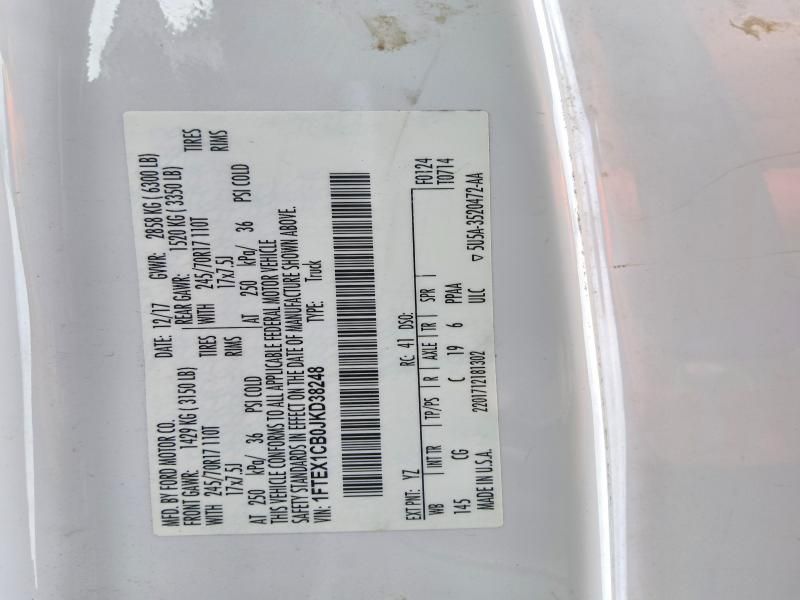 MFD. BY FORD MOTOR CO. DATE: 12/17 GVWR: 2858 KG ( 6300 LB)
FRONT GAWR: 1429 KG ( 3150 LB) REAR GAWR: 1520 KG ( 3350 LB)
WITH 245/70R17 110T TIRES WITH 245/70R17 110T TIRES
17x7.5J RIMS 17x7.5J RIMS
AT 250 kPa/ 36 PSI COLD AT 250 kPa/ 36 PSI COLD
THIS VEHICLE CONFORMS TO ALL APPLICABLE FEDERAL MOTOR VEHICLE
SAFETY STANDARDS IN EFFECT ON THE DATE OF MANUFACTURE SHOWN ABOVE.
VIN: 1FTEX1CB0JKD38248 TYPE: Truck
F0124
T0714
EXT PNT: YZ RC: 41 DSO:
WB INT TR TP/PS R AXLE TR SPR
145 CG C 19 6 PPAA
MADE IN U.S.A. 2201712181302 ULC
▽ 5U5A-3520472-AA